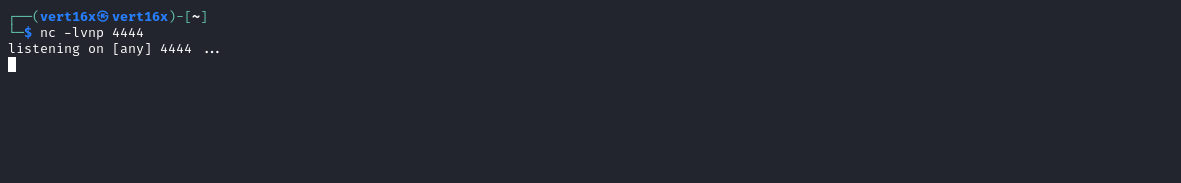 ┌──(vert16x㉿vert16x)-[~]
└─$ nc -lvnp 4444
listening on [any] 4444 ...